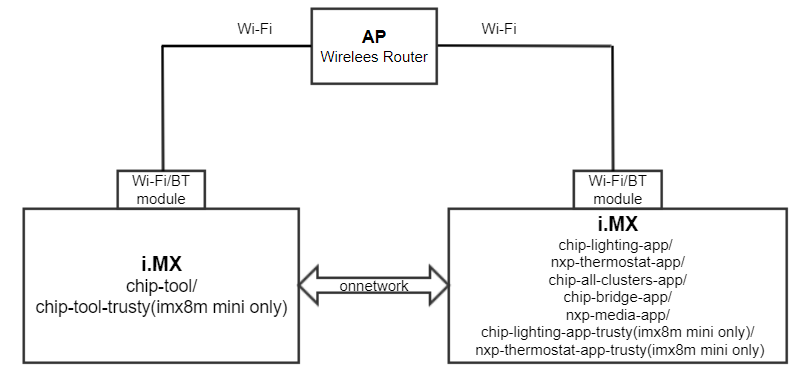 Wi-Fi
AP
Wirelees Router
Wi-Fi
Wi-Fi/BT
module
Wi-Fi/BT
module
i.MX
chip-tool/
chip-tool-trusty(imx8m mini only)
onnetwork
i.MX
chip-lighting-app/
nxp-thermostat-app/
chip-all-clusters-app/
chip-bridge-app/
nxp-media-app/
chip-lighting-app-trusty(imx8m mini only)/
nxp-thermostat-app-trusty(imx8m mini only)